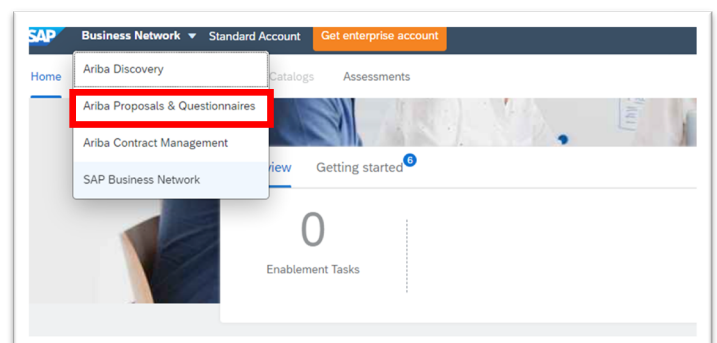 SAP Business Network ▼ Standard Account Get enterprise account
Home Catalogs Assessments
Ariba Discovery
Ariba Proposals & Questionnaires
Ariba Contract Management
SAP Business Network
Getting started 6
0
Enablement Tasks